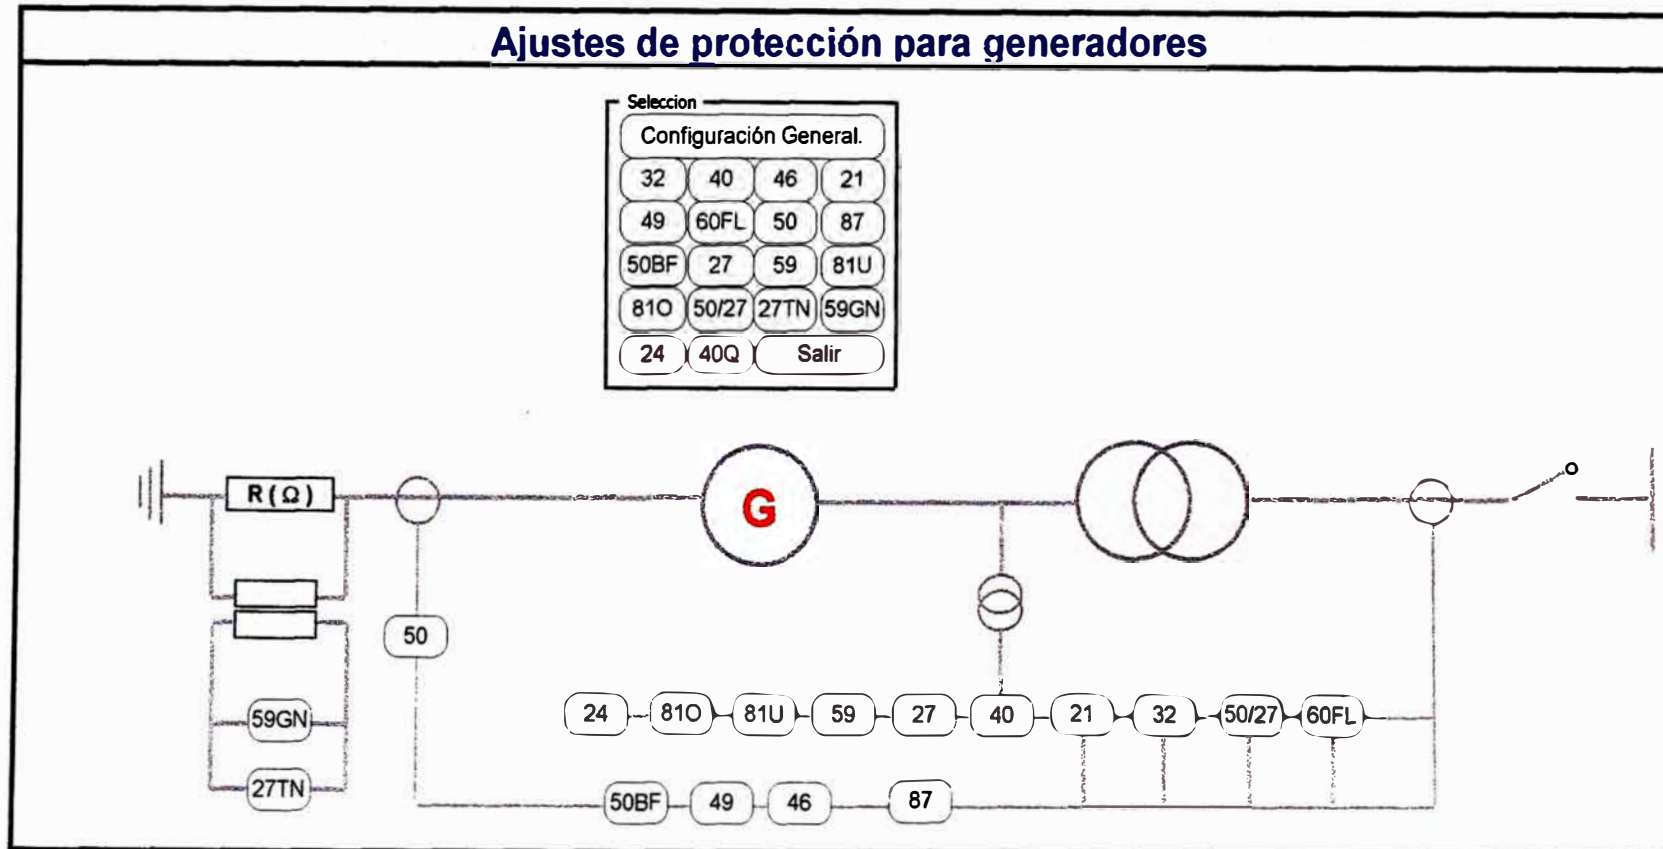 Ajustes de protección para generadores
Seleccion
Configuración General.
32 40 46 21
49 60FL 50 87
50BF 27 59 81U
81O 50/27 27TN 59GN
24 40Q Salir
R(Ω)
G
50
59GN
27TN
24 81O 81U 59 27 40 21 32 50/27 60FL
50BF 49 46 87